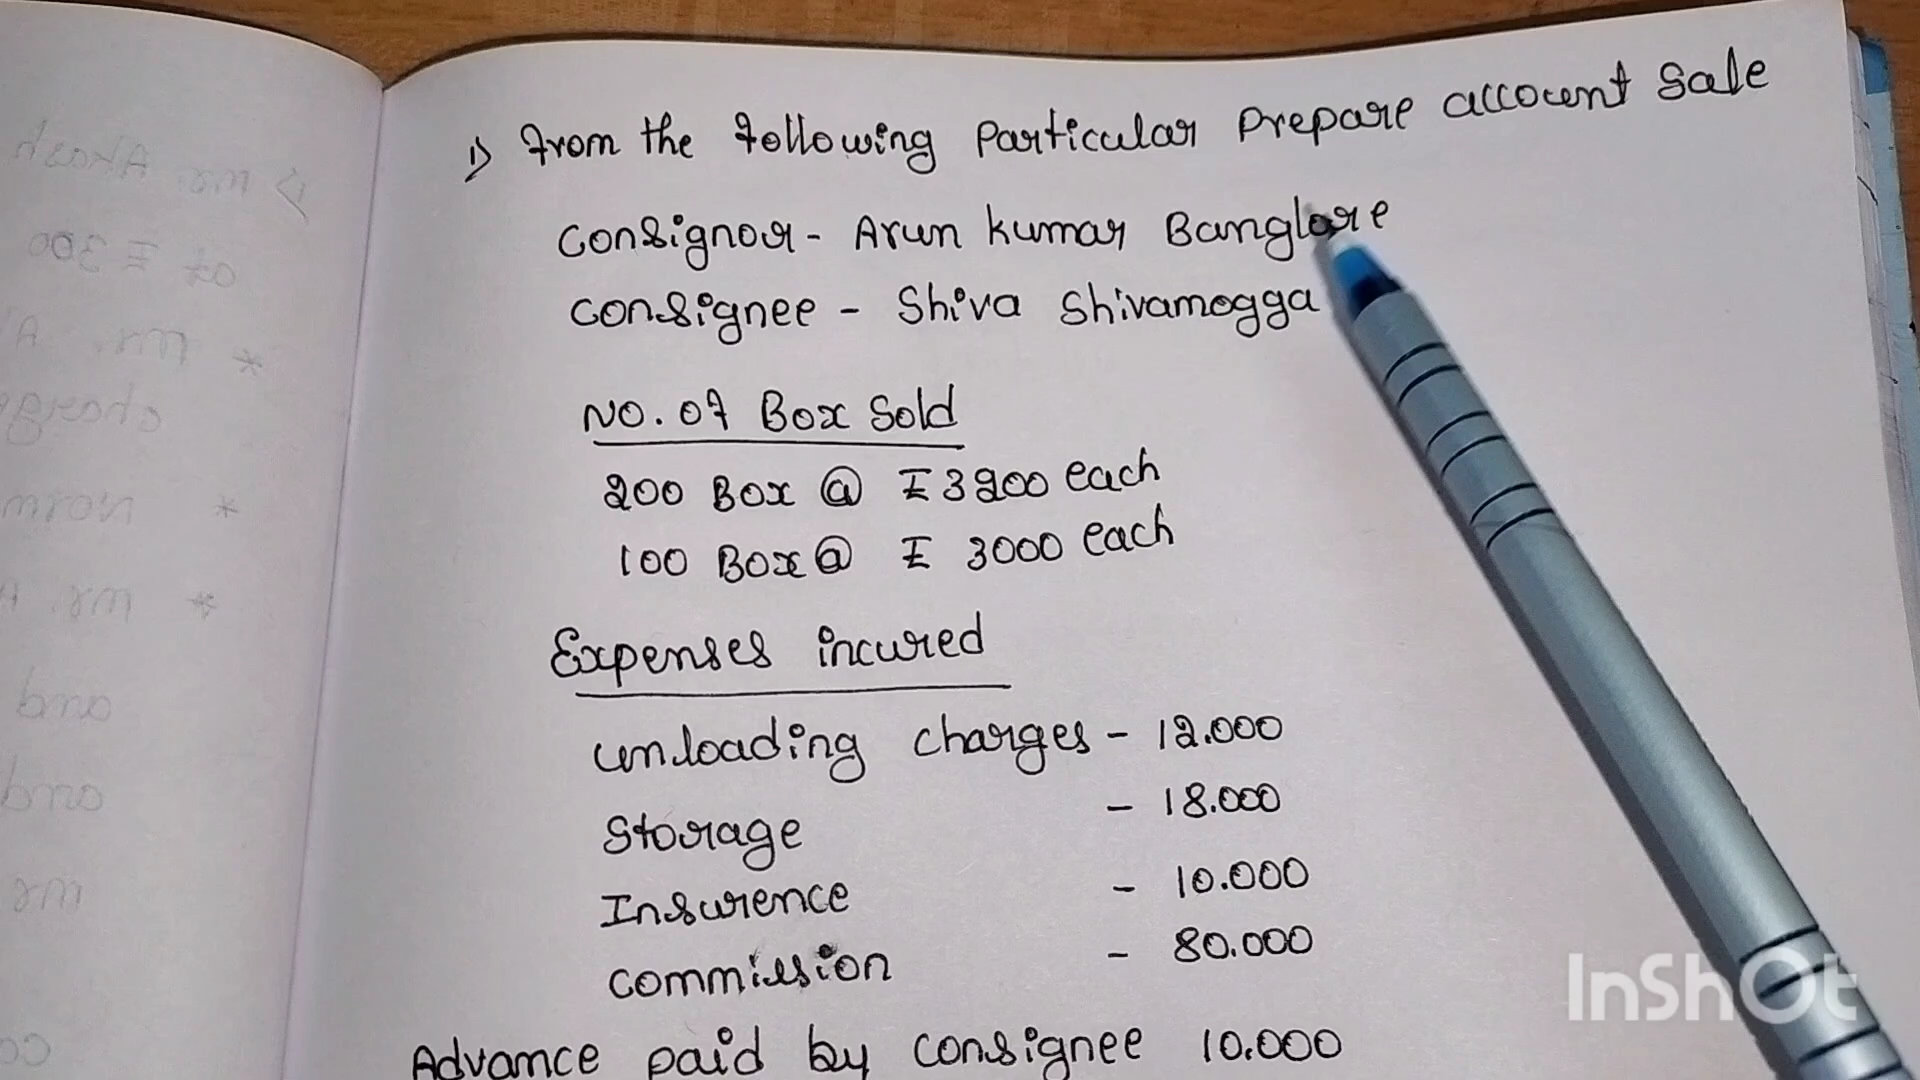 1) From the following Particular Prepare account Sale
Consignor - Arun kumar Banglore
Consignee - Shiva Shivamogga
NO. of Box Sold
200 Box @ ₹ 3200 each
100 Box @ ₹ 3000 each
Expenses incured
unloading charges - 12.000
Storage - 18.000
Insurence - 10.000
commission - 80.000
Advance paid by consignee 10.000
InShOt